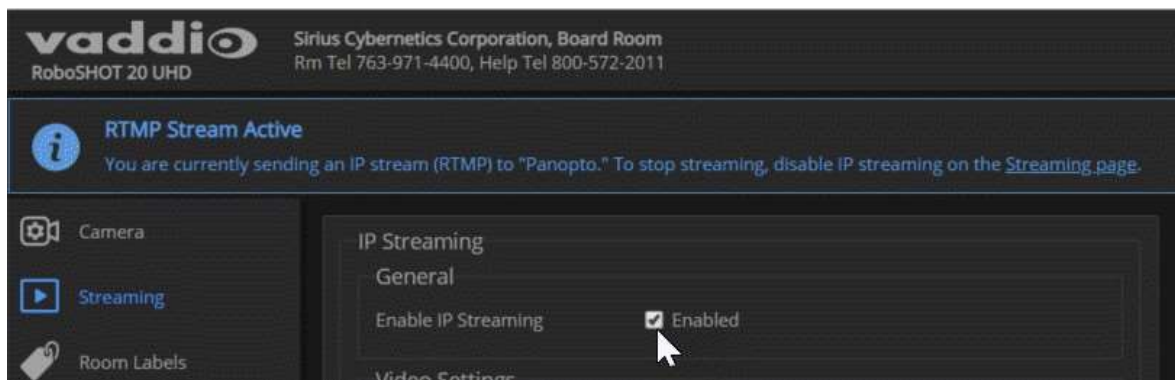 vaddio
RoboSHOT 20 UHD
Sirius Cybernetics Corporation, Board Room
Rm Tel 763-971-4400, Help Tel 800-572-2011
RTMP Stream Active
You are currently sending an IP stream (RTMP) to "Panopto." To stop streaming, disable IP streaming on the Streaming page.
Camera
Streaming
Room Labels
IP Streaming
General
Enable IP Streaming Enabled
Video Settings